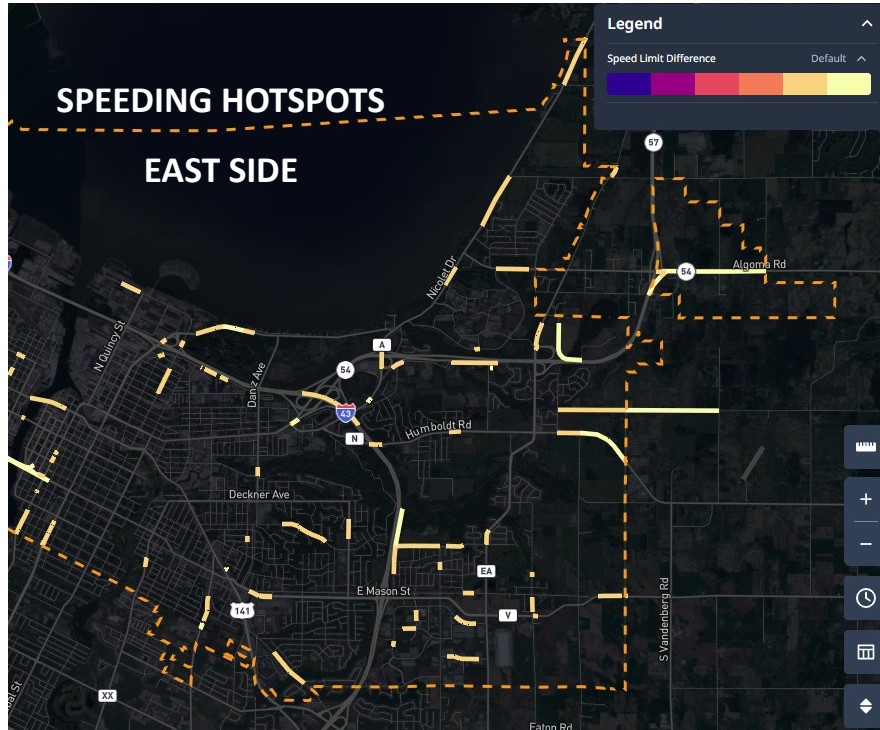 Legend
Speed Limit Difference
Default
SPEEDING HOTSPOTS
EAST SIDE
57
54
Algoma Rd
Nicolet Dr
N Quincy St
A
54
Danz Ave
43
N
Humboldt Rd
Deckner Ave
EA
E Mason St
141
V
S Vandenberg Rd
XX
Eaton Rd